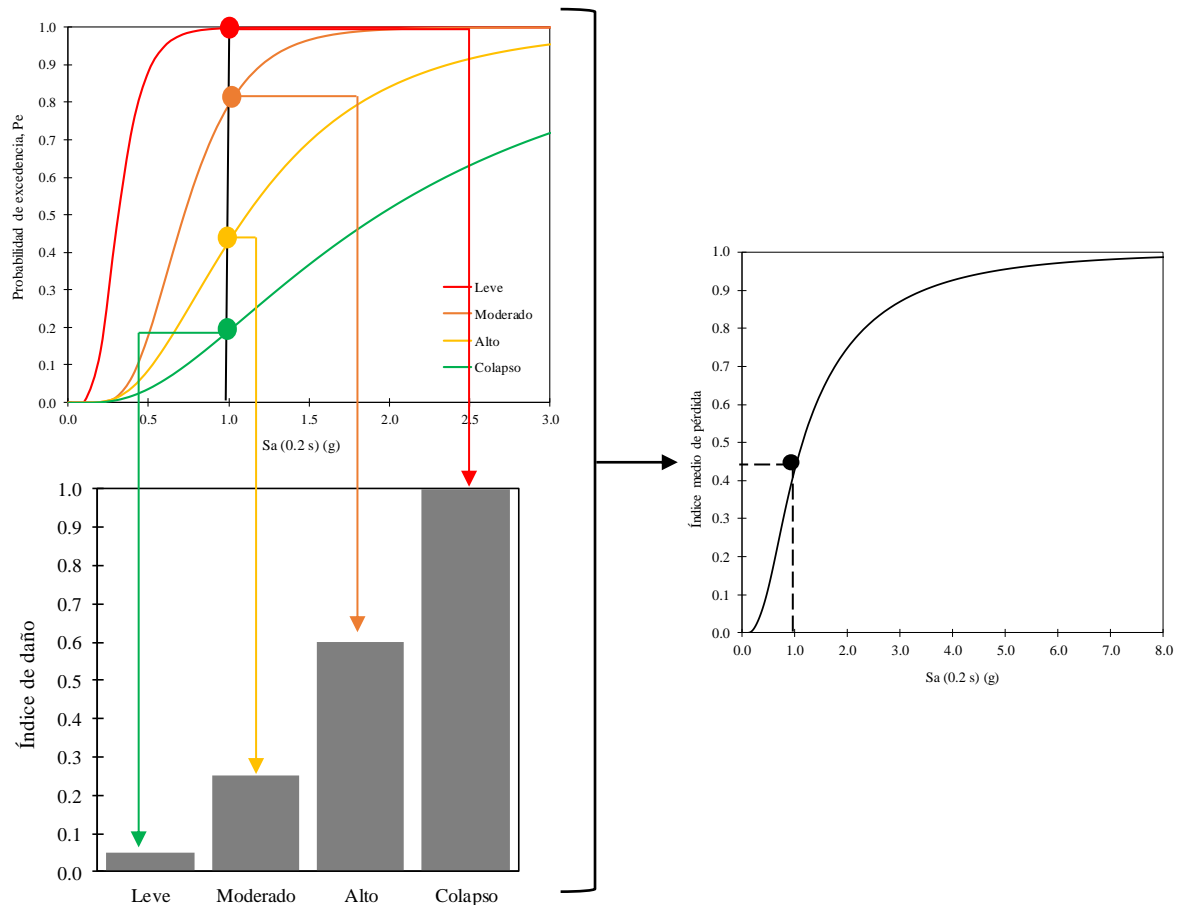 Probabilidad de excedencia, Pe
1.0
0.9
0.8
0.7
0.6
0.5
0.4
0.3
0.2
0.1
0.0
0.0 0.5 1.0 1.5 2.0 2.5 3.0
Sa (0.2 s) (g)
Leve
Moderado
Alto
Colapso
Índice de daño
1.0
0.9
0.8
0.7
0.6
0.5
0.4
0.3
0.2
0.1
0.0
Leve Moderado Alto Colapso
Índice medio de pérdida
1.0
0.9
0.8
0.7
0.6
0.5
0.4
0.3
0.2
0.1
0.0
0.0 1.0 2.0 3.0 4.0 5.0 6.0 7.0 8.0
Sa (0.2 s) (g)